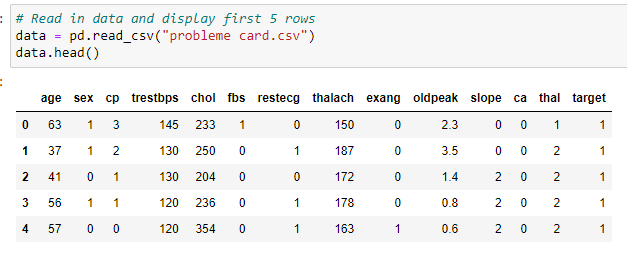 # Read in data and display first 5 rows
data = pd.read_csv("probleme card.csv")
data.head()
age sex cp trestbps chol fbs restecg thalach exang oldpeak slope ca thal target
0 63 1 3 145 233 1 0 150 0 2.3 0 0 1 1
1 37 1 2 130 250 0 1 187 0 3.5 0 0 2 1
2 41 0 1 130 204 0 0 172 0 1.4 2 0 2 1
3 56 1 1 120 236 0 1 178 0 0.8 2 0 2 1
4 57 0 0 120 354 0 1 163 1 0.6 2 0 2 1